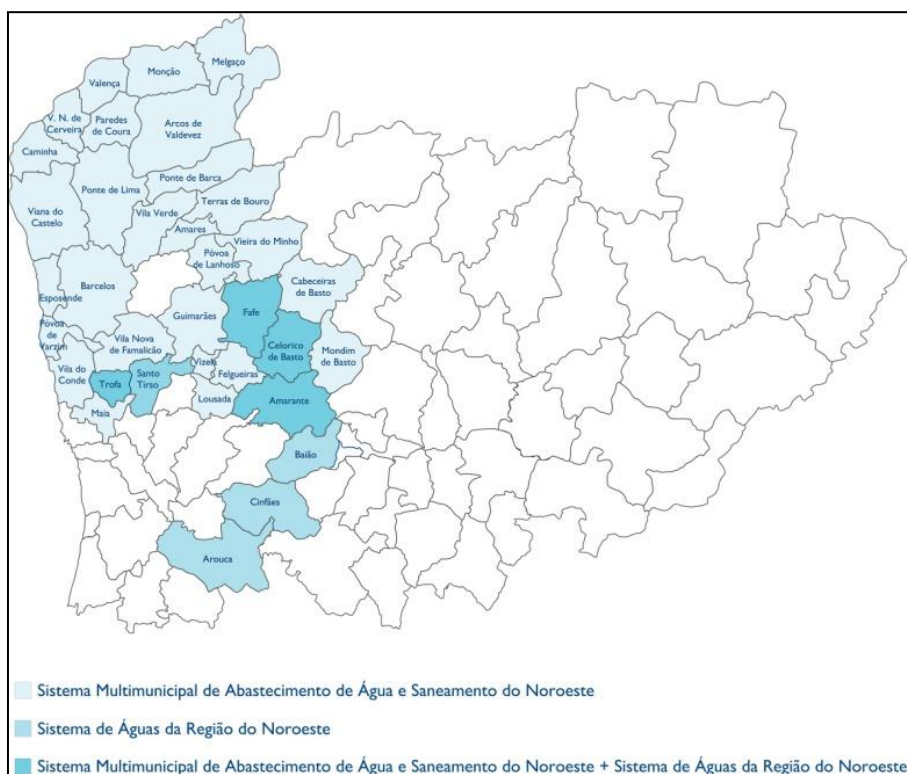 Melgaço
Monção
Valença
V. N. de
Cerveira
Paredes
de Coura
Arcos de
Valdevez
Caminha
Ponte de Barca
Ponte de Lima
Terras de Bouro
Viana do
Castelo
Vila Verde
Amares
Vieira do Minho
Póvoa
de Lanhoso
Cabeceiras
de Basto
Barcelos
Esposende
Guimarães
Fafe
Póvoa
de
Varzim
Vila Nova
de Famalicão
Celorico
de Basto
Mondim
de Basto
Vizela
Felgueiras
Vila do
Conde
Trofa
Santo
Tirso
Lousada
Amarante
Maia
Baião
Cinfães
Arouca
Sistema Multimunicipal de Abastecimento de Água e Saneamento do Noroeste
Sistema de Águas da Região do Noroeste
Sistema Multimunicipal de Abastecimento de Água e Saneamento do Noroeste + Sistema de Águas da Região do Noroeste